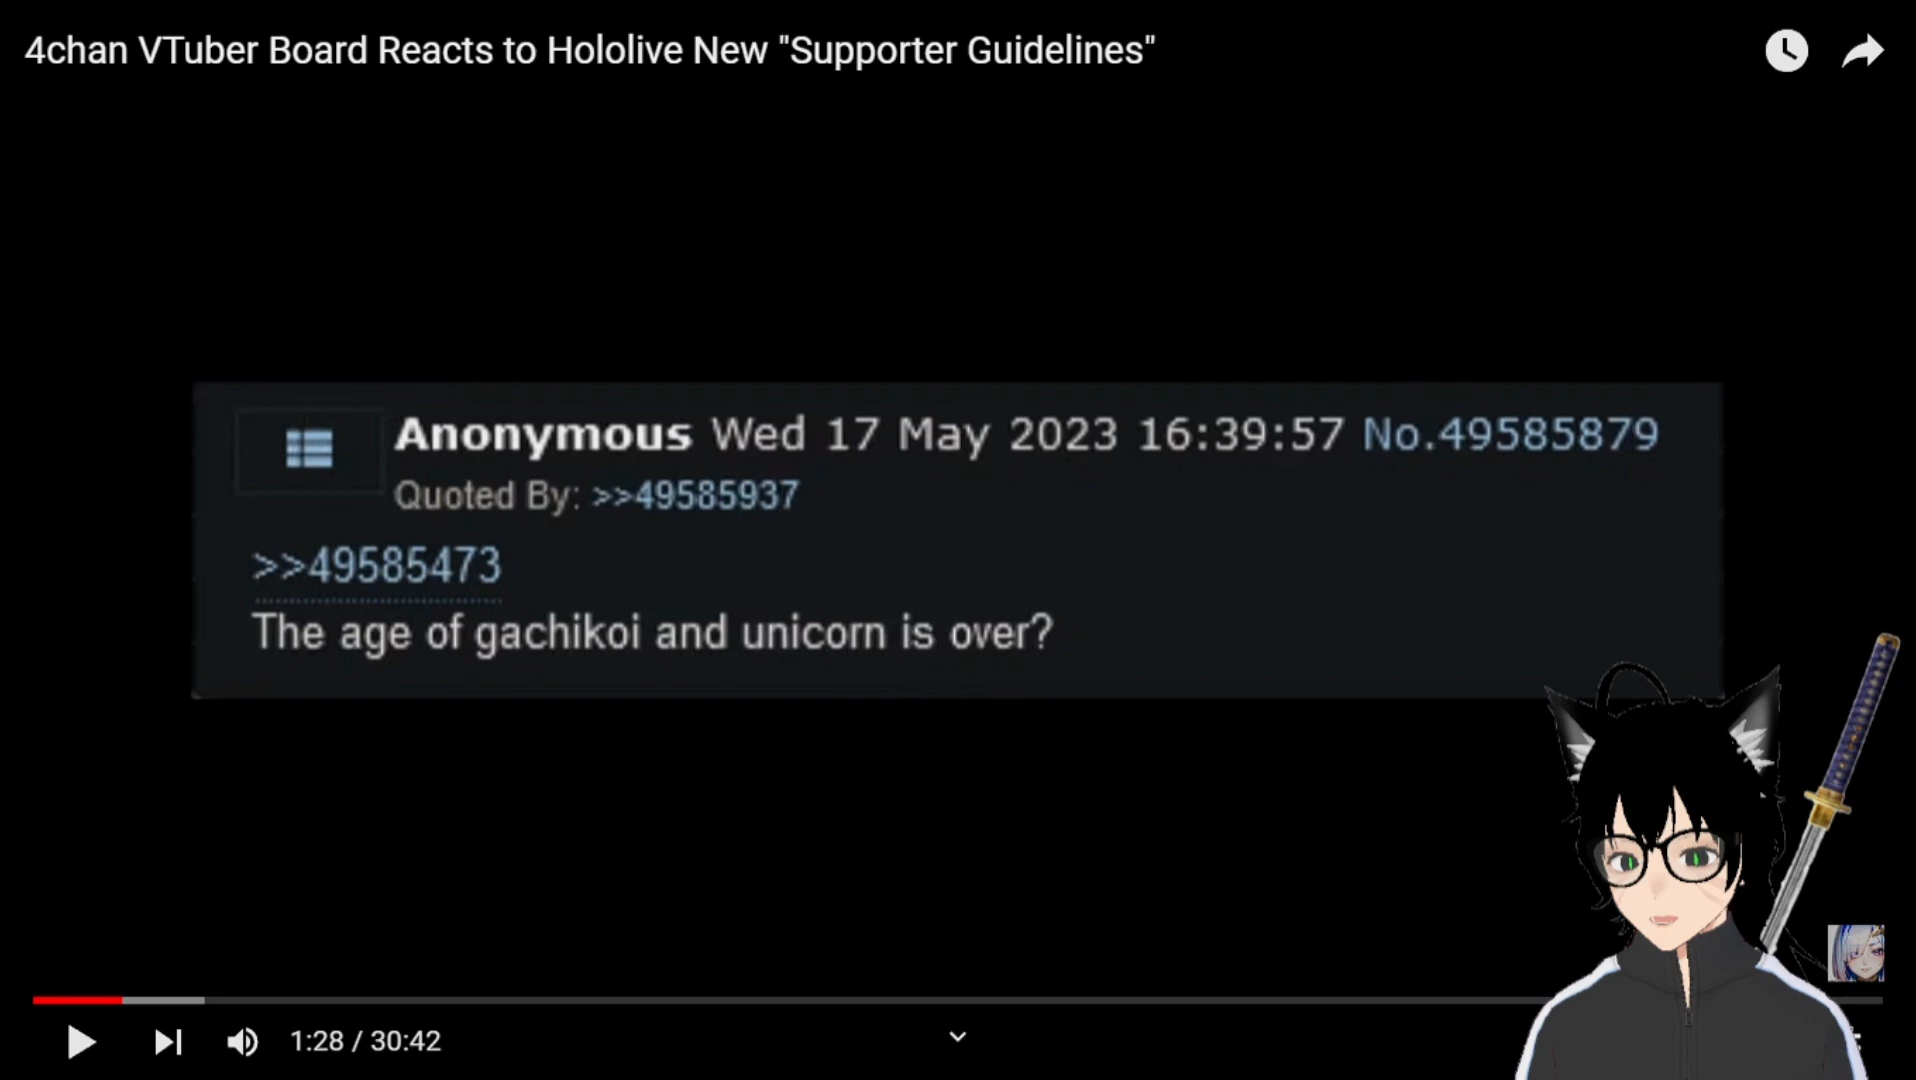 4chan VTuber Board Reacts to Hololive New "Supporter Guidelines"
Anonymous Wed 17 May 2023 16:39:57 No.49585879
Quoted By: >>49585937
>>49585473
The age of gachikoi and unicorn is over?
1:28 / 30:42